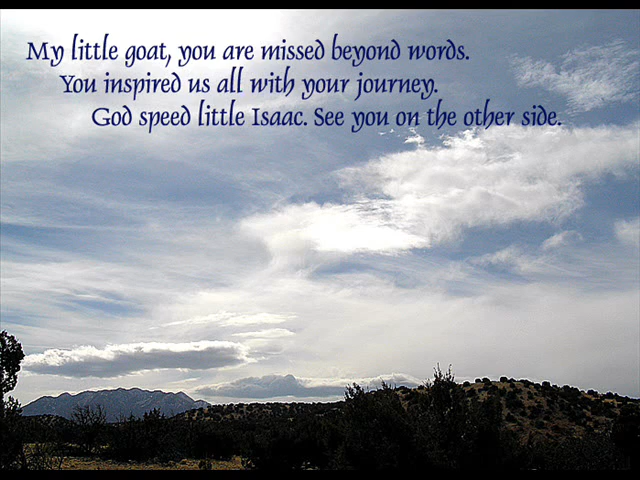 My little goat, you are missed beyond words.
You inspired us all with your journey.
God speed little Isaac. See you on the other side.